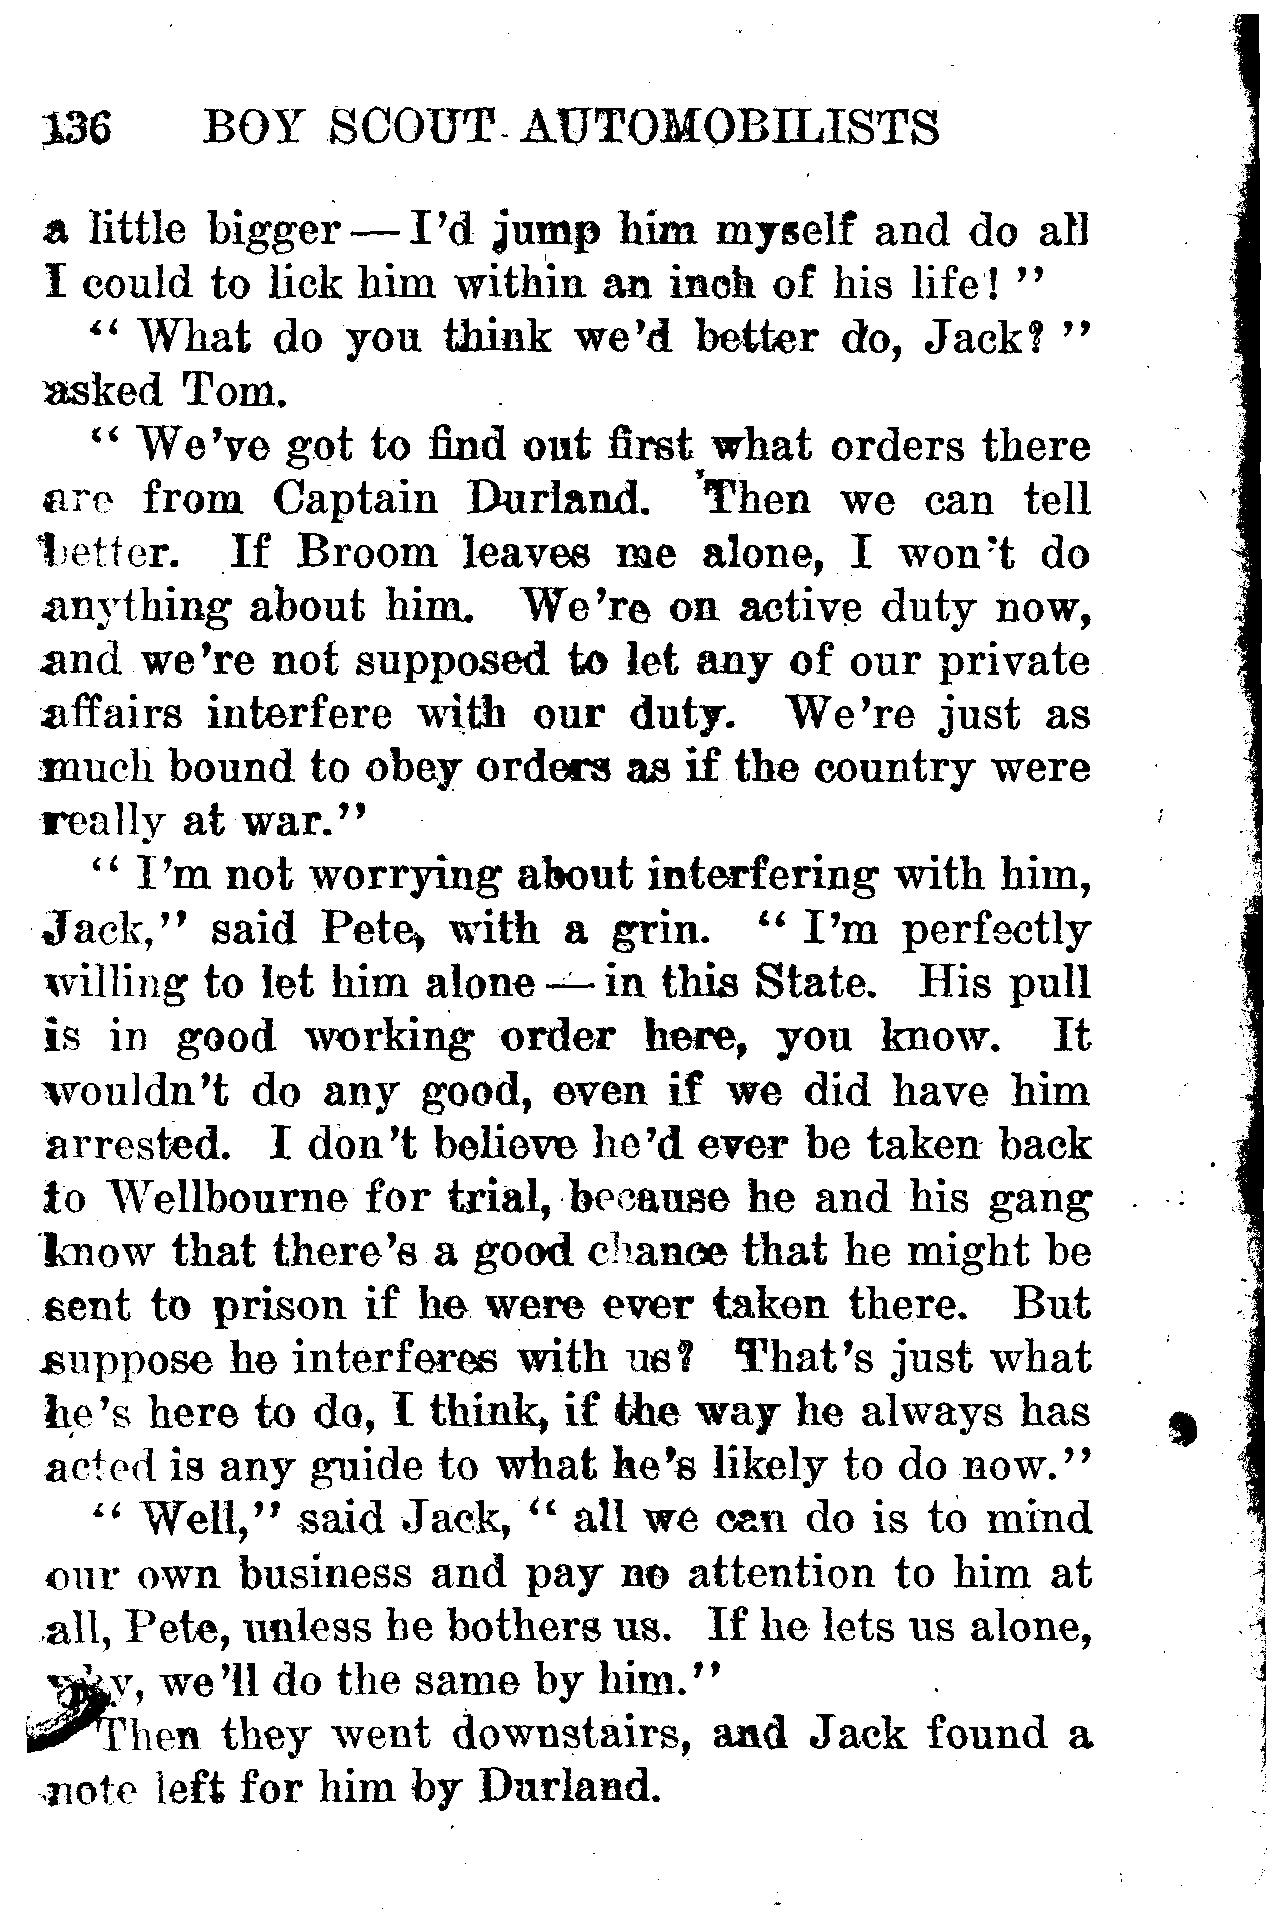 136 BOY SCOUT AUTOMOBILISTS
a little bigger—I'd jump him myself and do all
I could to lick him within an inch of his life!"
"What do you think we'd better do, Jack?"
asked Tom.
"We've got to find out first what orders there
are from Captain Durland. Then we can tell
better. If Broom leaves me alone, I won't do
anything about him. We're on active duty now,
and we're not supposed to let any of our private
affairs interfere with our duty. We're just as
much bound to obey orders as if the country were
really at war."
"I'm not worrying about interfering with him,
Jack," said Pete, with a grin. "I'm perfectly
willing to let him alone—in this State. His pull
is in good working order here, you know. It
wouldn't do any good, even if we did have him
arrested. I don't believe he'd ever be taken back
to Wellbourne for trial, because he and his gang
know that there's a good chance that he might be
sent to prison if he were ever taken there. But
suppose he interferes with us? That's just what
he's here to do, I think, if the way he always has
acted is any guide to what he's likely to do now."
"Well," said Jack, "all we can do is to mind
our own business and pay no attention to him at
all, Pete, unless he bothers us. If he lets us alone,
why, we'll do the same by him."
Then they went downstairs, and Jack found a
note left for him by Durland.